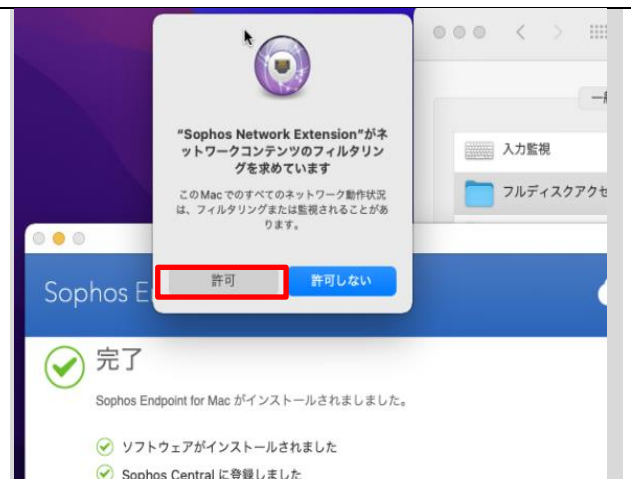 "Sophos Network Extension"がネ
ットワークコンテンツのフィルタリン
グを求めています
このMacでのすべてのネットワーク動作状況
は、フィルタリングまたは監視されることがあ
ります。
許可
許可しない
入力監視
フルディスクアクセ
Sophos E
完了
Sophos Endpoint for Mac がインストールされましました。
ソフトウェアがインストールされました
Sophos Central に登録しました